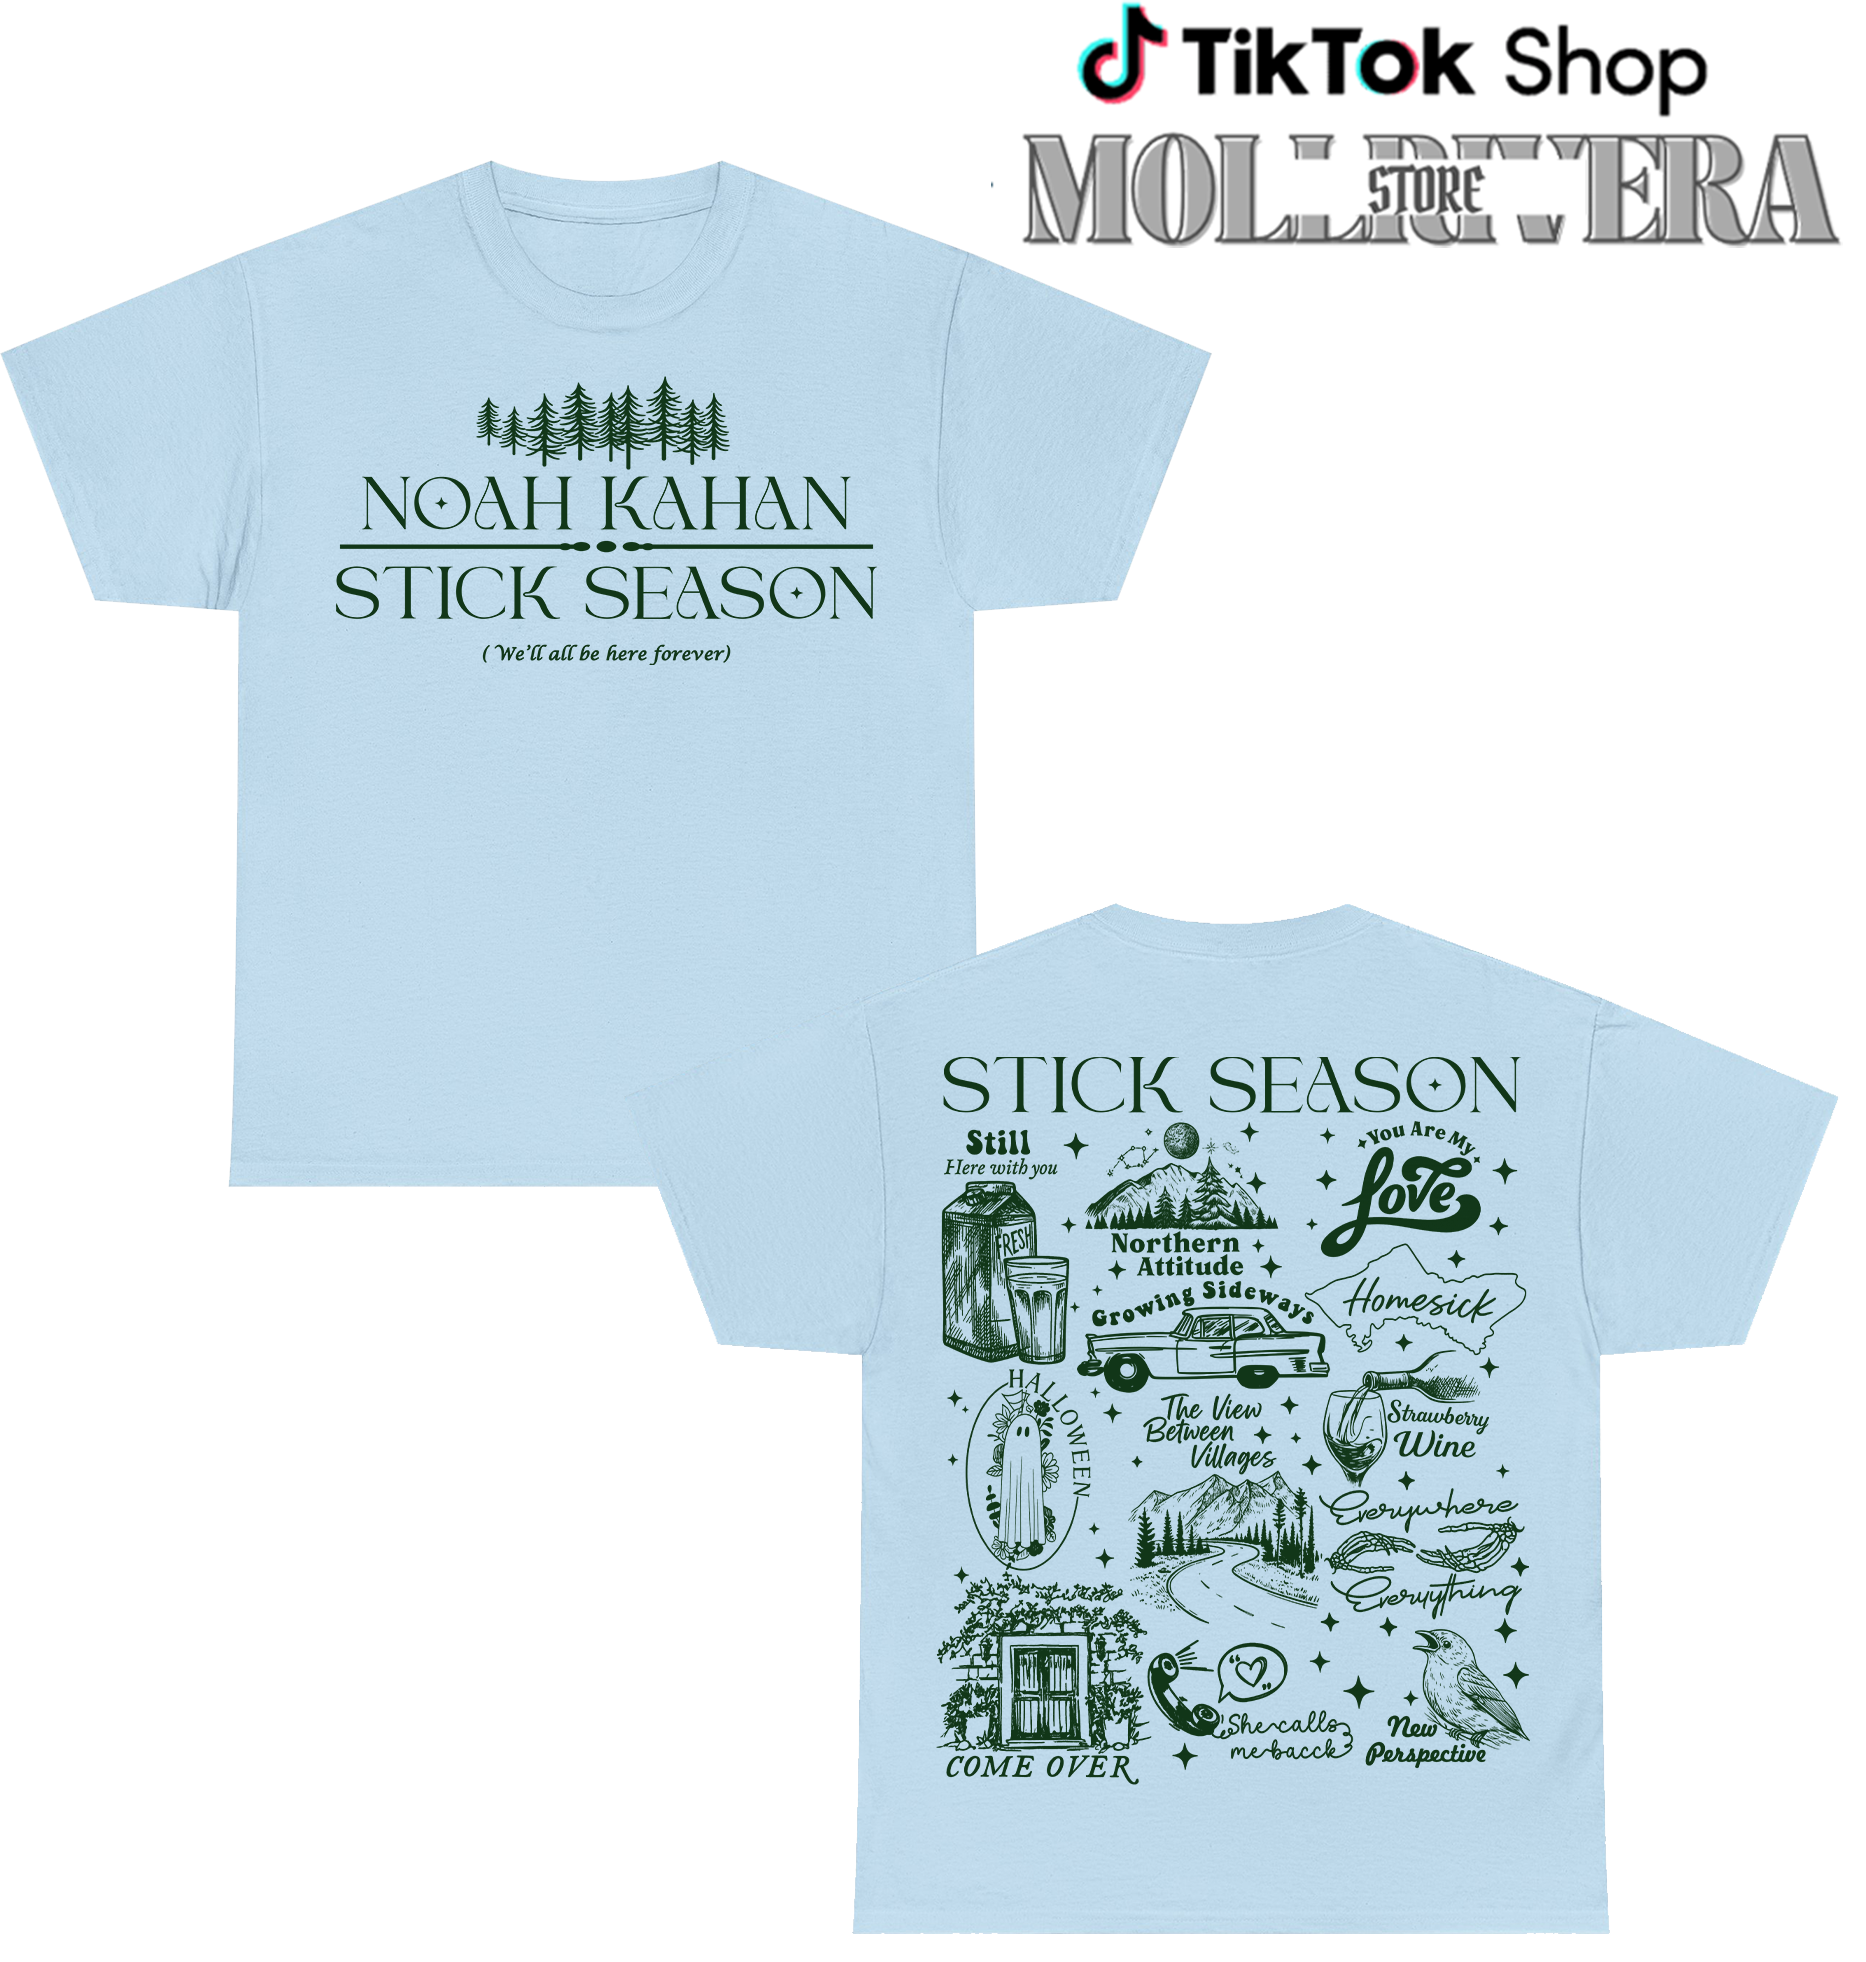 TikTok Shop
MOLLRIVERA
STORE
NOAH KAHAN
STICK SEASON
( We'll all be here forever)
STICK SEASON
Still
Here with you
FRESH
Northern
Attitude
You Are My
Love
Growing Sideways
Homesick
HALLOWEEN
The View
Between
Villages
Strawberry
Wine
Everywhere
Everything
COME OVER
She calls
me bacck
New
Perspective